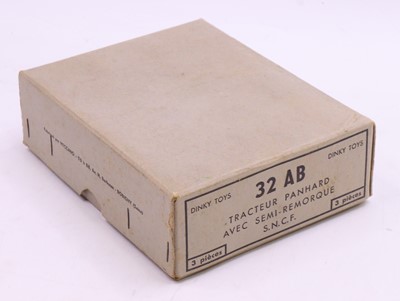 DINKY TOYS 32 AB DINKY TOYS
TRACTEUR PANHARD
AVEC SEMI-REMORQUE
S.N.C.F.
3 pièces 3 pièces